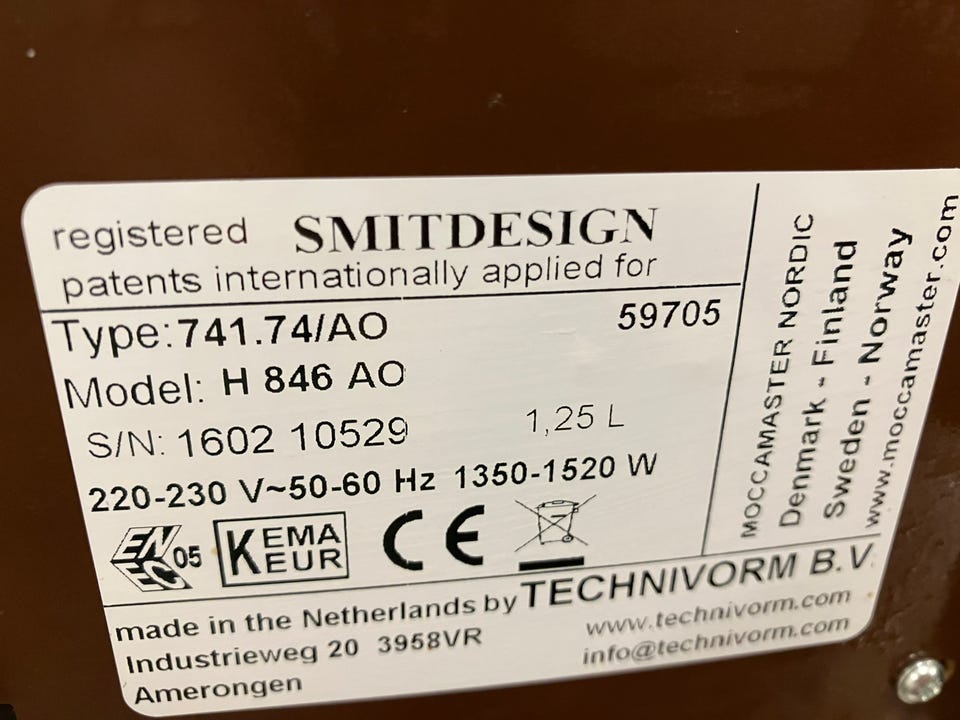 registered SMITDESIGN
patents internationally applied for
Type: 741.74/AO 59705
Model: H 846 AO
S/N: 1602 10529 1,25 L
220-230 V~50-60 Hz 1350-1520 W
EN EC 05 KEMA KEUR CE
MOCCAMASTER NORDIC
Denmark - Finland
Sweden - Norway
www.moccamaster.com
made in the Netherlands by TECHNIVORM B.V.
Industrieweg 20 3958VR www.technivorm.com
Amerongen info@technivorm.com